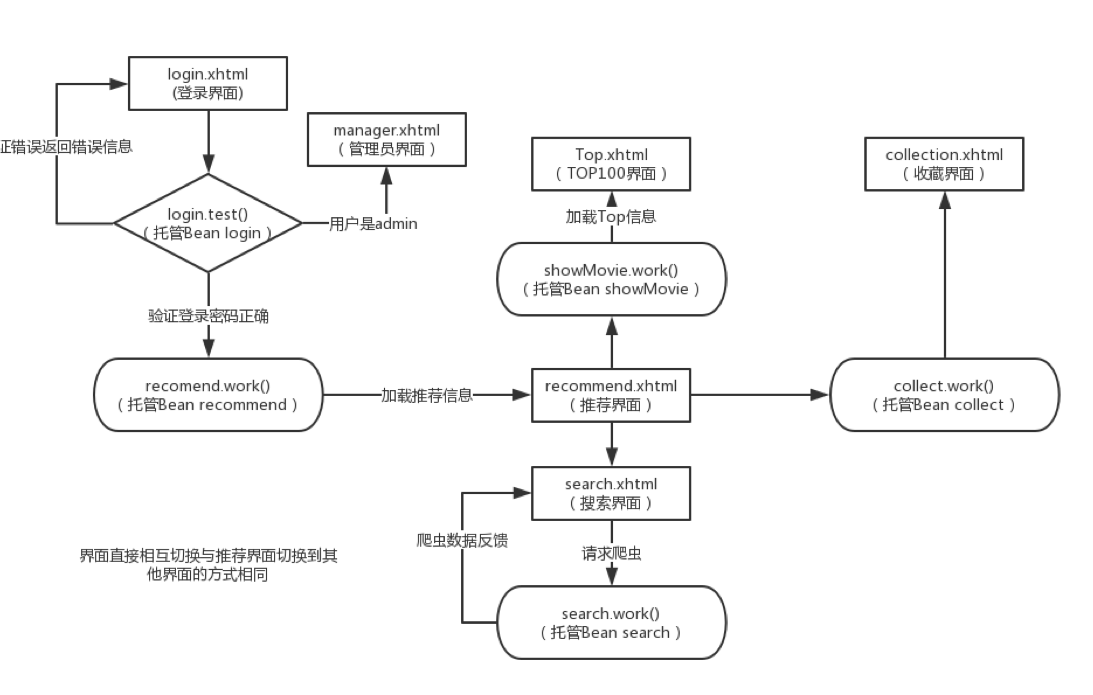 login.xhtml
(登录界面)
证错误返回错误信息
manager.xhtml
（管理员界面）
login.test()
（托管Bean login）
用户是admin
验证登录密码正确
recomend.work()
（托管Bean recommend）
加载推荐信息
Top.xhtml
（TOP100界面）
加载Top信息
showMovie.work()
（托管Bean showMovie）
recommend.xhtml
（推荐界面）
collection.xhtml
（收藏界面）
collect.work()
（托管Bean collect）
search.xhtml
（搜索界面）
爬虫数据反馈
请求爬虫
search.work()
（托管Bean search）
界面直接相互切换与推荐界面切换到其
他界面的方式相同